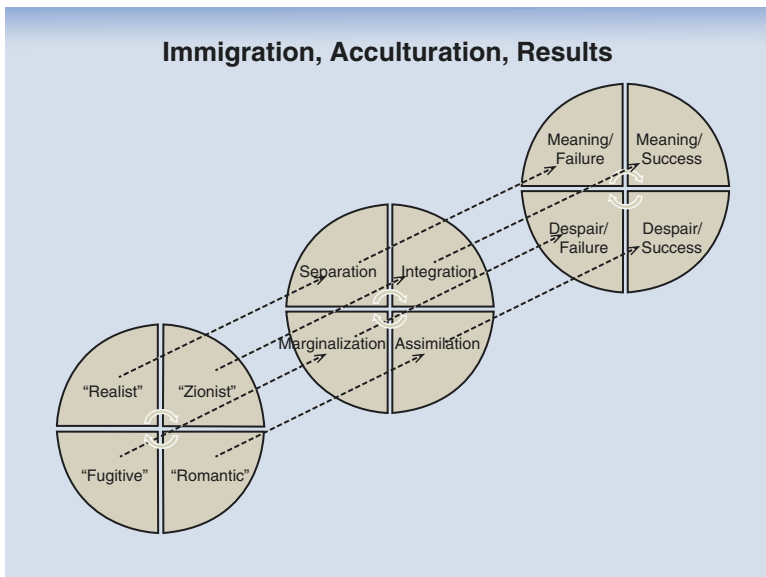 Immigration, Acculturation, Results
Meaning/
Failure
Meaning/
Success
Despair/
Failure
Despair/
Success
Separation
Integration
Marginalization
Assimilation
“Realist”
“Zionist”
“Fugitive”
“Romantic”